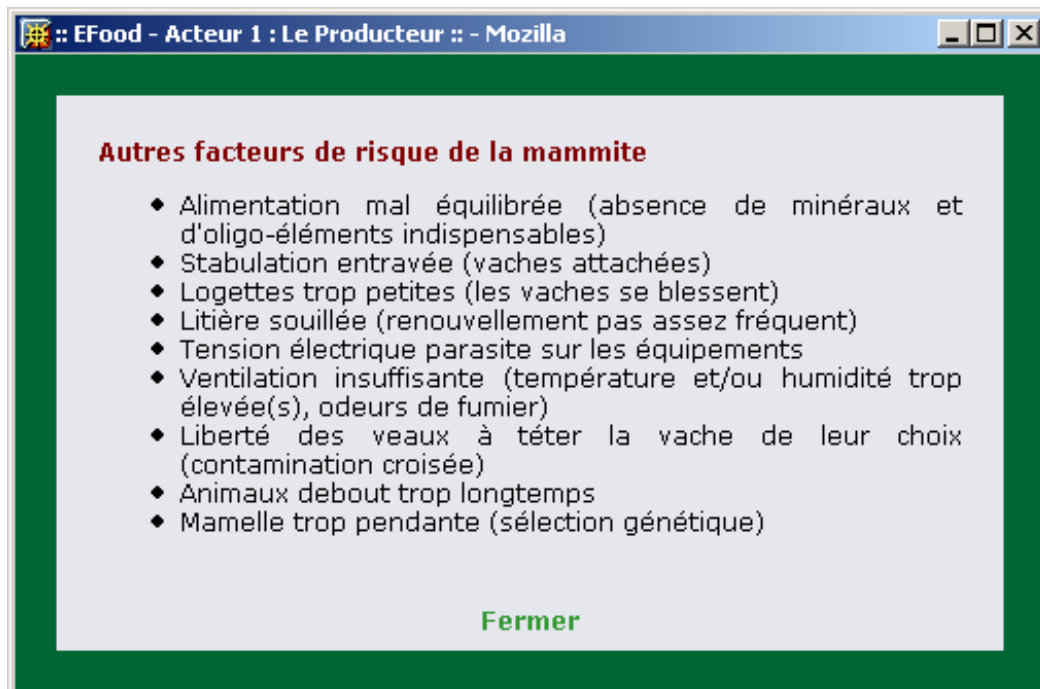 :: EFood - Acteur 1 : Le Producteur :: - Mozilla
Autres facteurs de risque de la mammite
• Alimentation mal équilibrée (absence de minéraux et
d'oligo-éléments indispensables)
• Stabulation entravée (vaches attachées)
• Logettes trop petites (les vaches se blessent)
• Litière souillée (renouvellement pas assez fréquent)
• Tension électrique parasite sur les équipements
• Ventilation insuffisante (température et/ou humidité trop
élevée(s), odeurs de fumier)
• Liberté des veaux à téter la vache de leur choix
(contamination croisée)
• Animaux debout trop longtemps
• Mamelle trop pendante (sélection génétique)
Fermer